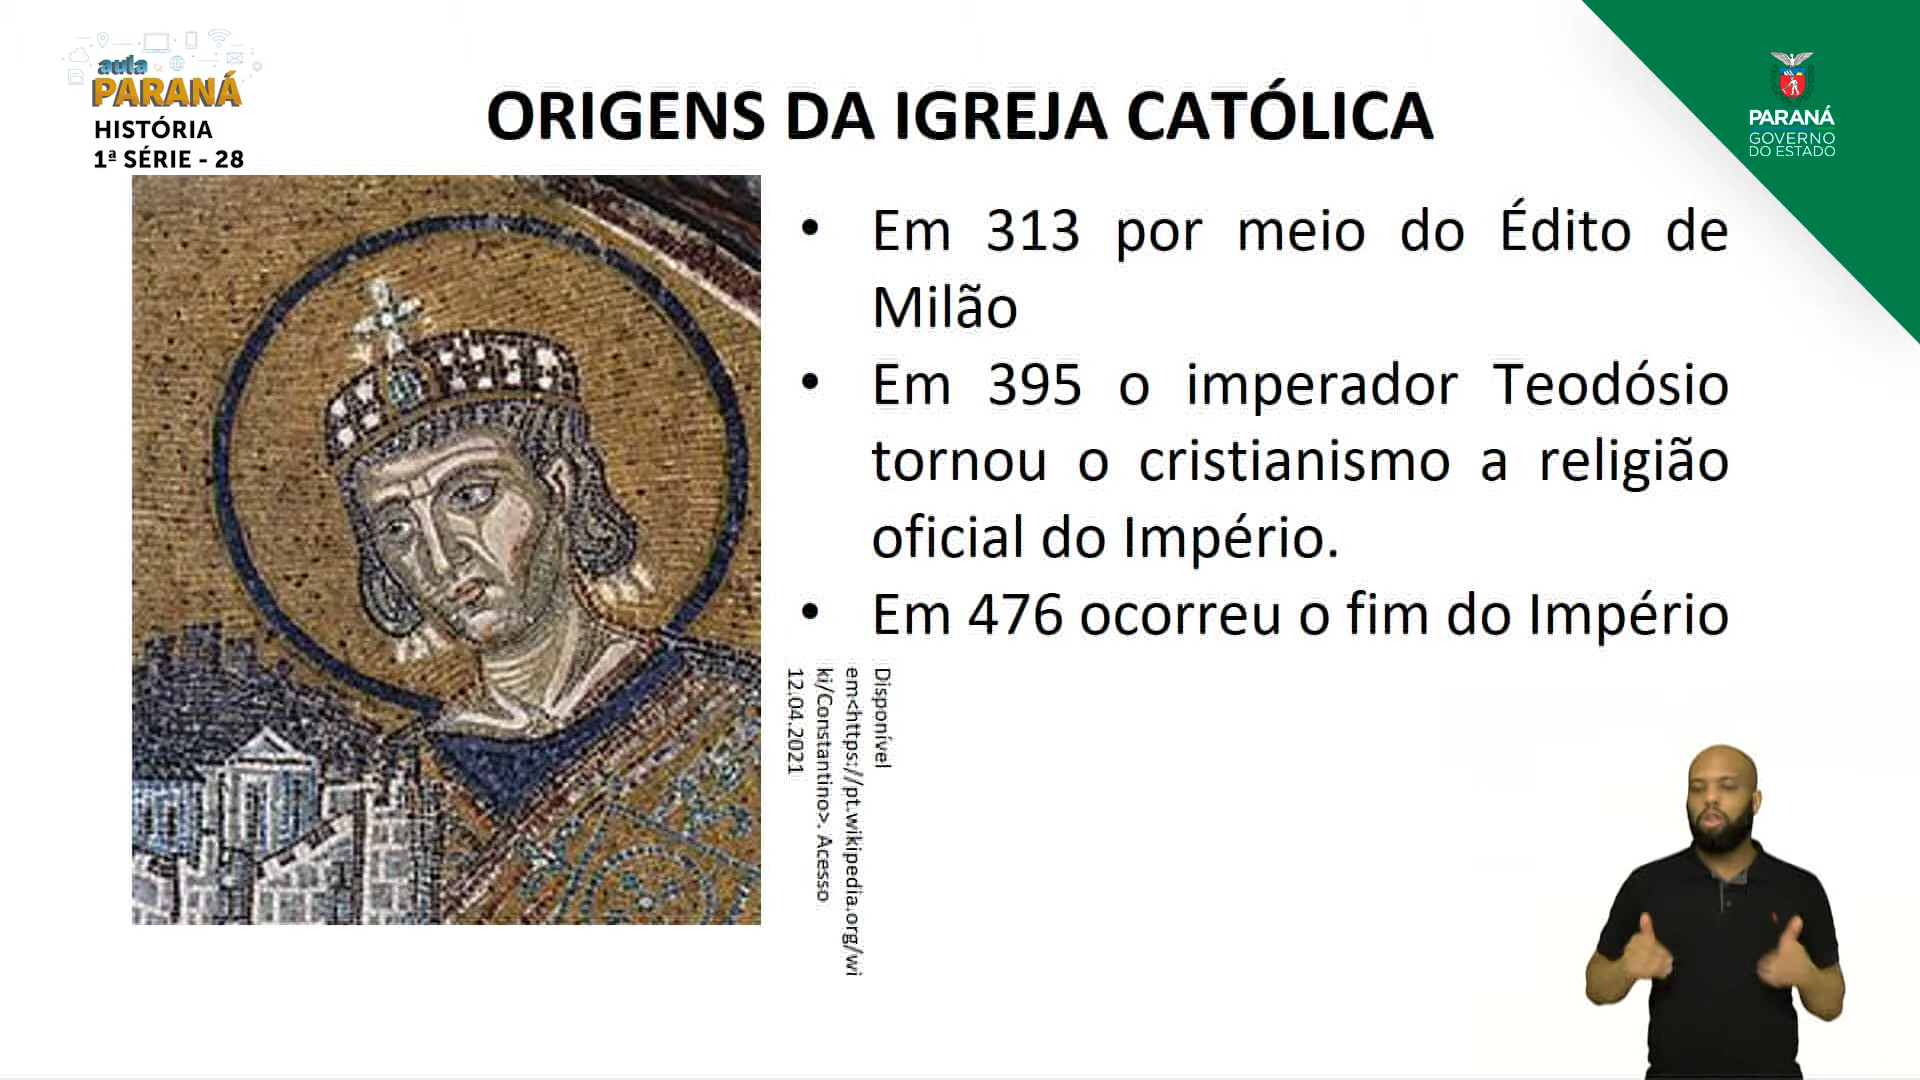 aula
PARANÁ
HISTÓRIA
1ª SÉRIE - 28
ORIGENS DA IGREJA CATÓLICA
PARANÁ
GOVERNO
DO ESTADO
• Em 313 por meio do Édito de
Milão
• Em 395 o imperador Teodósio
tornou o cristianismo a religião
oficial do Império.
• Em 476 ocorreu o fim do Império
Disponível
em<https://pt.wikipedia.org/wi
ki/Constantino>. Acesso
12.04.2021